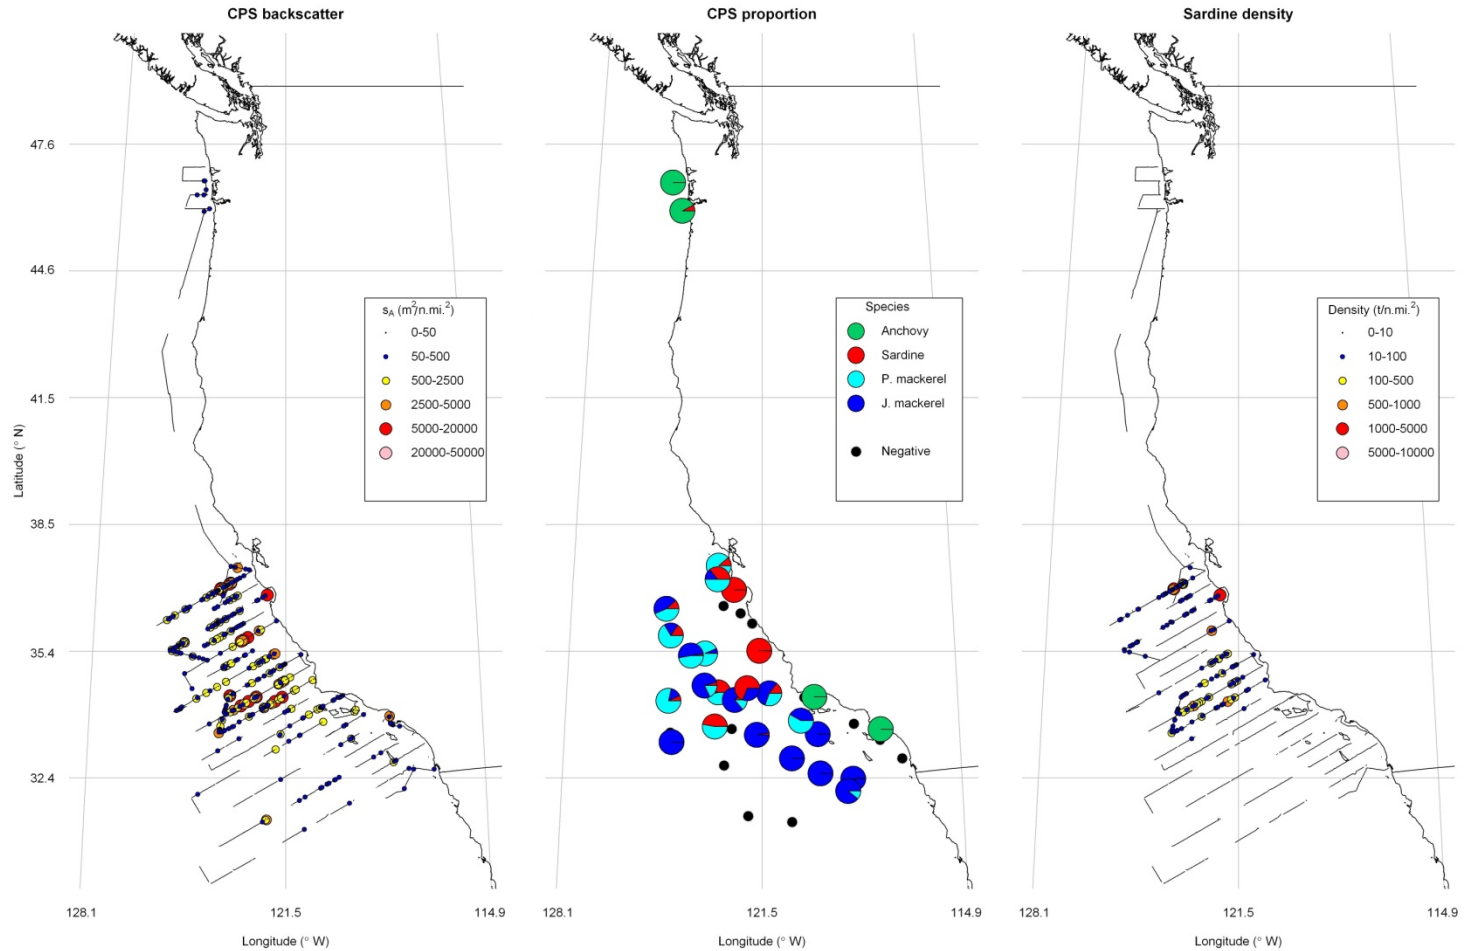 CPS backscatter
CPS proportion
Sardine density
47.6
44.6
41.5
38.5
35.4
32.4
Latitude (° N)
s_A (m²/n.mi.²)
0-50
50-500
500-2500
2500-5000
5000-20000
20000-50000
Species
Anchovy
Sardine
P. mackerel
J. mackerel
Negative
Density (t/n.mi.²)
0-10
10-100
100-500
500-1000
1000-5000
5000-10000
128.1 121.5 114.9
128.1 121.5 114.9
128.1 121.5 114.9
Longitude (° W)
Longitude (° W)
Longitude (° W)